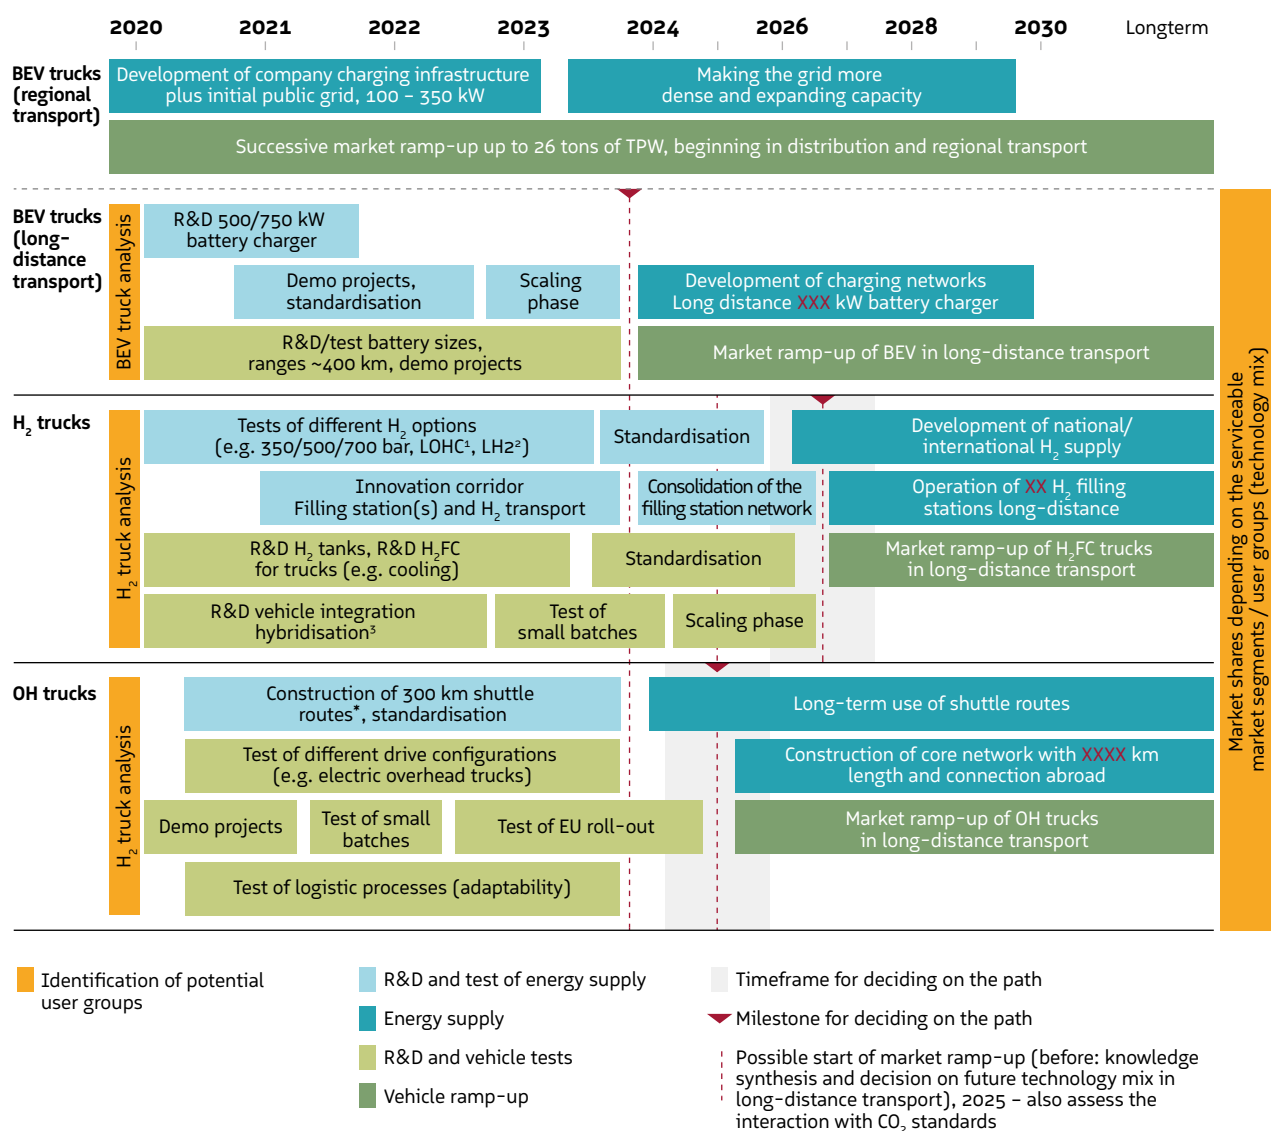 2020 2021 2022 2023 2024 2026 2028 2030 Longterm
BEV trucks
(regional
transport)
Development of company charging infrastructure
plus initial public grid, 100 – 350 kW
Making the grid more
dense and expanding capacity
Successive market ramp-up up to 26 tons of TPW, beginning in distribution and regional transport
BEV trucks
(long-
distance
transport)
BEV truck analysis
R&D 500/750 kW
battery charger
Demo projects,
standardisation
Scaling
phase
Development of charging networks
Long distance XXX kW battery charger
R&D/test battery sizes,
ranges ~400 km, demo projects
Market ramp-up of BEV in long-distance transport
H₂ trucks
H₂ truck analysis
Tests of different H₂ options
(e.g. 350/500/700 bar, LOHC¹, LH2²)
Standardisation
Development of national/
international H₂ supply
Innovation corridor
Filling station(s) and H₂ transport
Consolidation of the
filling station network
Operation of XX H₂ filling
stations long-distance
R&D H₂ tanks, R&D H₂FC
for trucks (e.g. cooling)
Standardisation
Market ramp-up of H₂FC trucks
in long-distance transport
R&D vehicle integration
hybridisation³
Test of
small batches
Scaling phase
OH trucks
H₂ truck analysis
Construction of 300 km shuttle
routes*, standardisation
Long-term use of shuttle routes
Test of different drive configurations
(e.g. electric overhead trucks)
Construction of core network with XXXX km
length and connection abroad
Demo projects
Test of small
batches
Test of EU roll-out
Market ramp-up of OH trucks
in long-distance transport
Test of logistic processes (adaptability)
Market shares depending on the serviceable
market segments / user groups (technology mix)
Identification of potential
user groups
R&D and test of energy supply
Energy supply
R&D and vehicle tests
Vehicle ramp-up
Timeframe for deciding on the path
Milestone for deciding on the path
Possible start of market ramp-up (before: knowledge
synthesis and decision on future technology mix in
long-distance transport), 2025 – also assess the
interaction with CO₂ standards